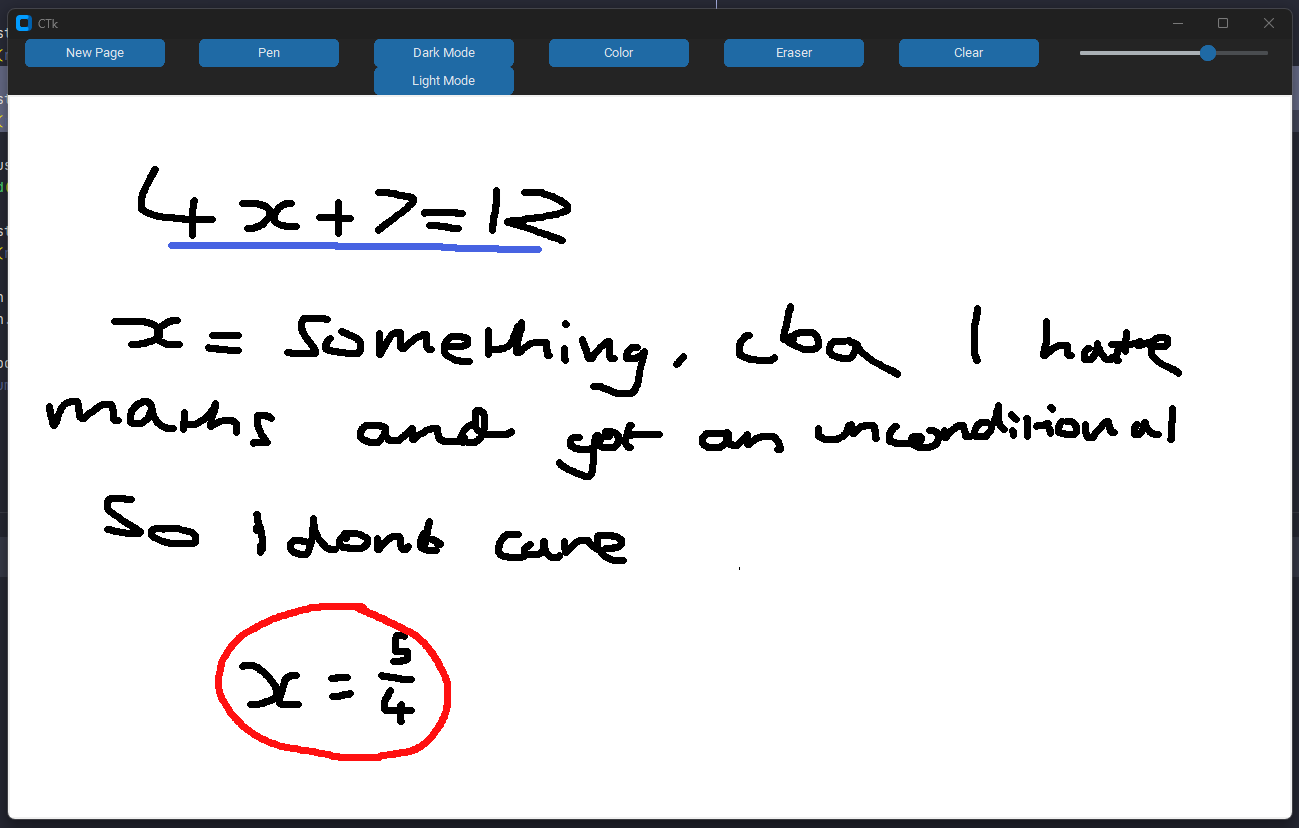 CTk
New Page Pen Dark Mode Color Eraser Clear
Light Mode
4x+7=12
x = something, cba I hate
maths and got an unconditional
So I dont care
x = 5/4